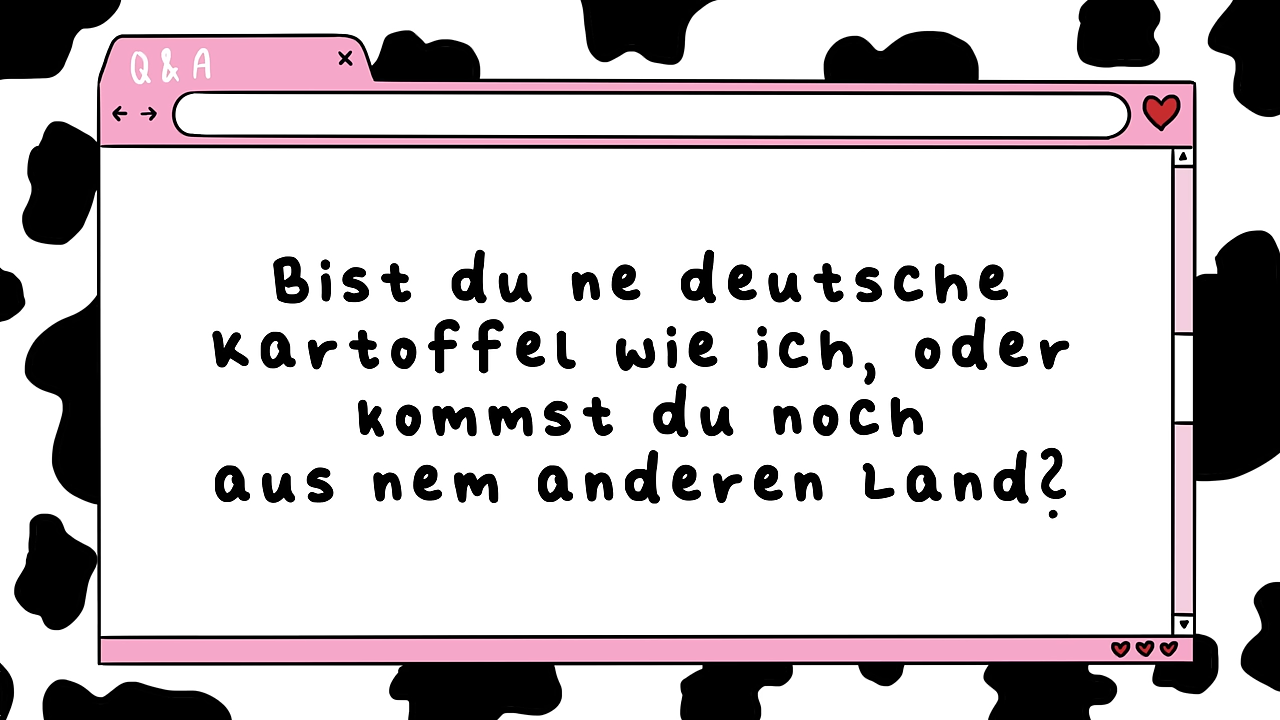 Q & A
Bist du ne deutsche
Kartoffel wie ich, oder
kommst du noch
aus nem anderen Land?